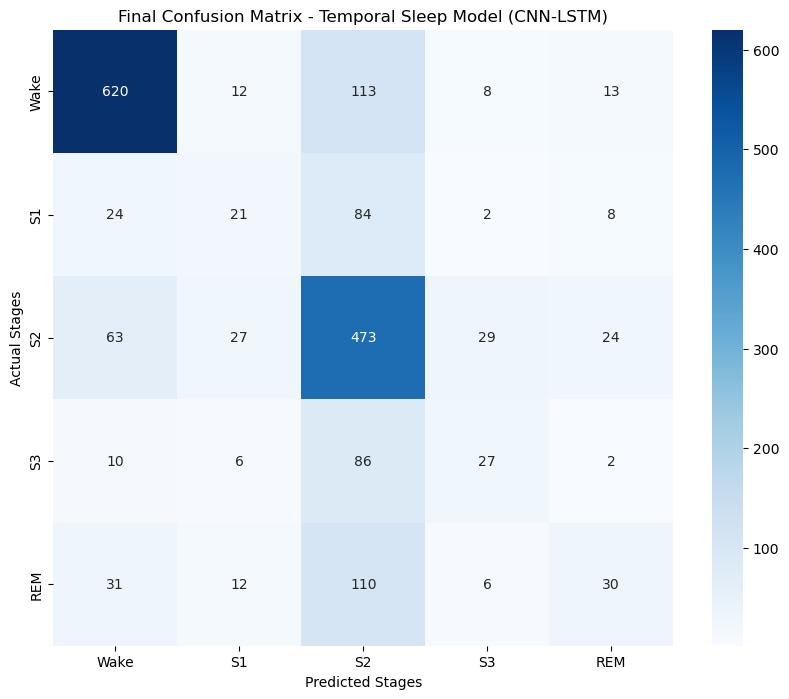 Final Confusion Matrix - Temporal Sleep Model (CNN-LSTM)
Actual Stages
Wake
620 12 113 8 13
S1
24 21 84 2 8
S2
63 27 473 29 24
S3
10 6 86 27 2
REM
31 12 110 6 30
Wake S1 S2 S3 REM
Predicted Stages
600
500
400
300
200
100